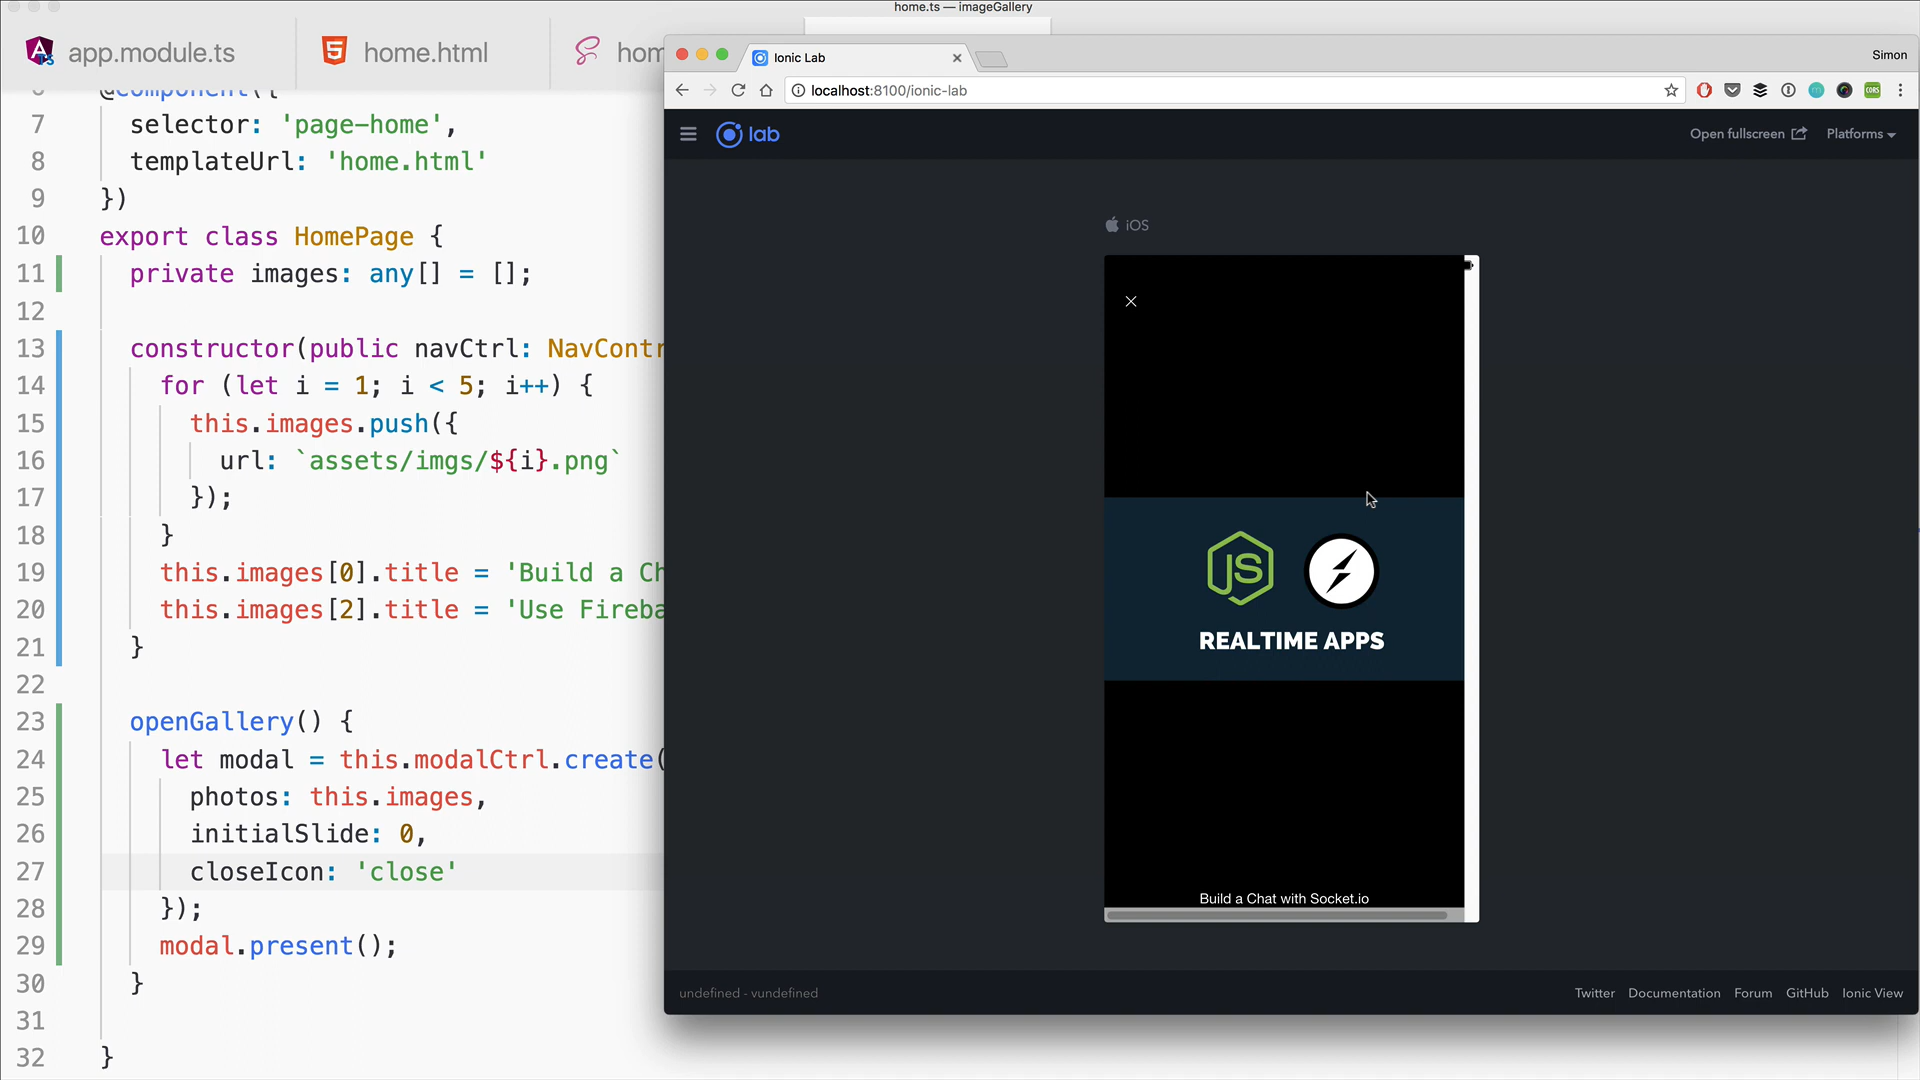 home.ts — imageGallery
app.module.ts
home.html
hom
@Component({
7 selector: 'page-home',
8 templateUrl: 'home.html'
9 })
10 export class HomePage {
11 private images: any[] = [];
12
13 constructor(public navCtrl: NavContr
14 for (let i = 1; i < 5; i++) {
15 this.images.push({
16 url: `assets/imgs/${i}.png`
17 });
18 }
19 this.images[0].title = 'Build a Ch
20 this.images[2].title = 'Use Fireba
21 }
22
23 openGallery() {
24 let modal = this.modalCtrl.create(
25 photos: this.images,
26 initialSlide: 0,
27 closeIcon: 'close'
28 });
29 modal.present();
30 }
31
32 }
Ionic Lab
Simon
localhost:8100/ionic-lab
CORS
lab
Open fullscreen
Platforms
iOS
JS
REALTIME APPS
Build a Chat with Socket.io
undefined - vundefined
Twitter Documentation Forum GitHub Ionic View